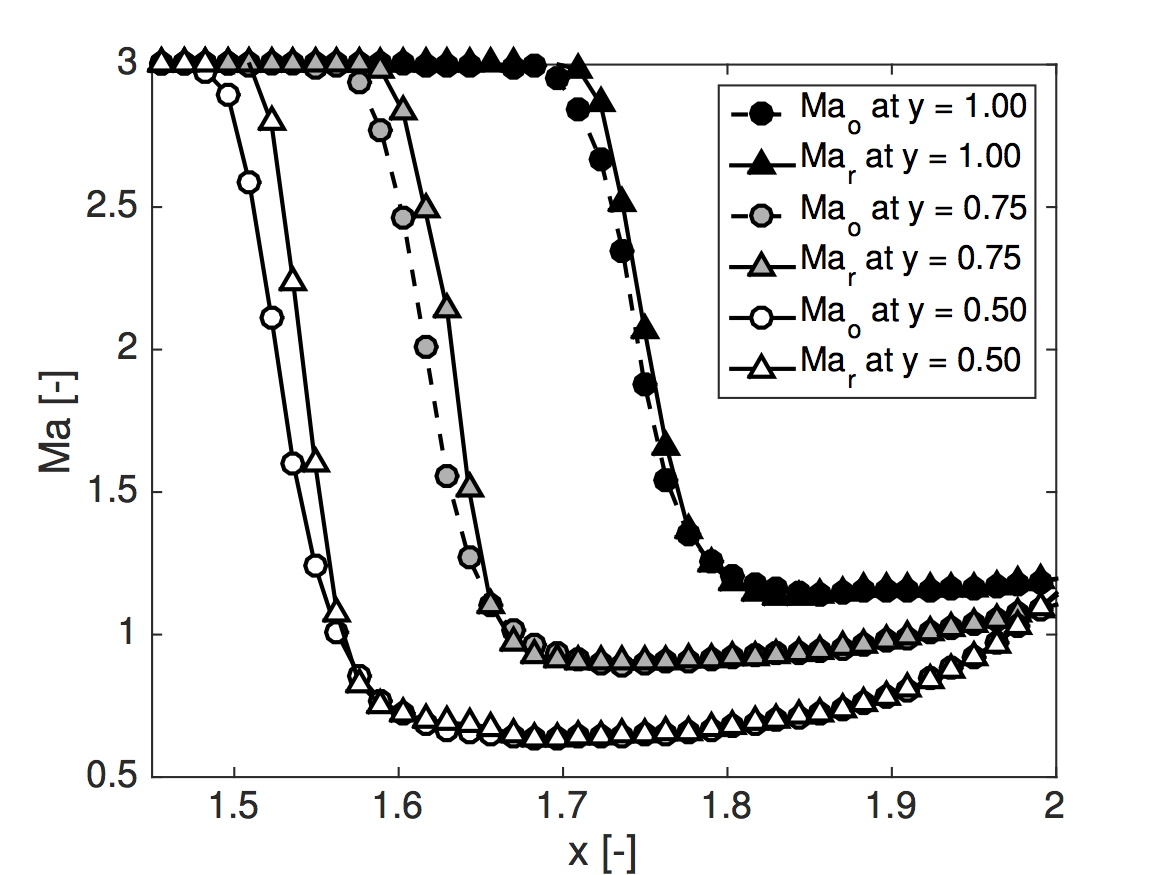 3
2.5
2
1.5
1
0.5
Ma [-]
1.5 1.6 1.7 1.8 1.9 2
x [-]
Mao at y = 1.00
Mar at y = 1.00
Mao at y = 0.75
Mar at y = 0.75
Mao at y = 0.50
Mar at y = 0.50